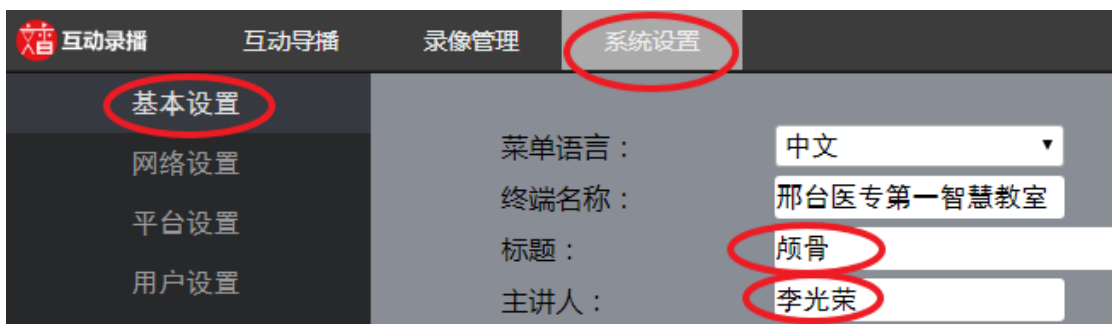 文香 互动录播 互动导播 录像管理 系统设置
基本设置
网络设置
平台设置
用户设置
菜单语言： 中文
终端名称： 邢台医专第一智慧教室
标题： 颅骨
主讲人： 李光荣